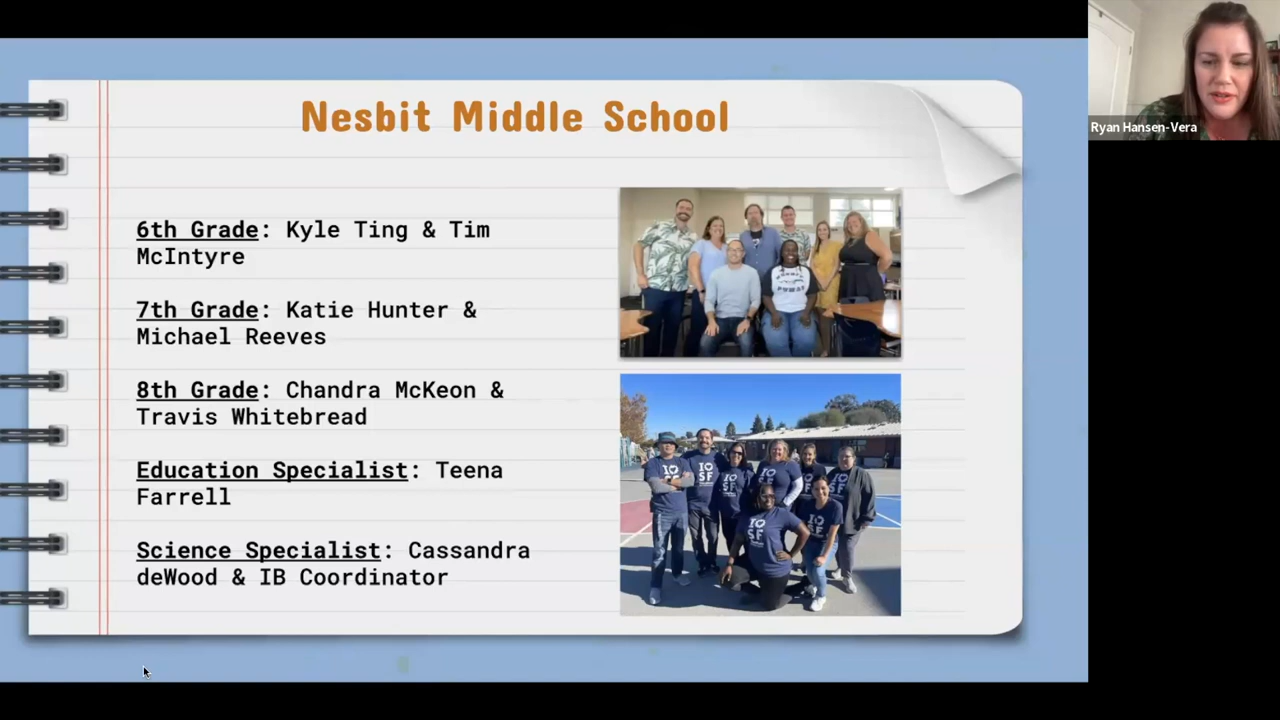 Nesbit Middle School
Ryan Hansen-Vera
6th Grade: Kyle Ting & Tim
McIntyre
7th Grade: Katie Hunter &
Michael Reeves
8th Grade: Chandra McKeon &
Travis Whitebread
Education Specialist: Teena
Farrell
Science Specialist: Cassandra
deWood & IB Coordinator
PUMAS